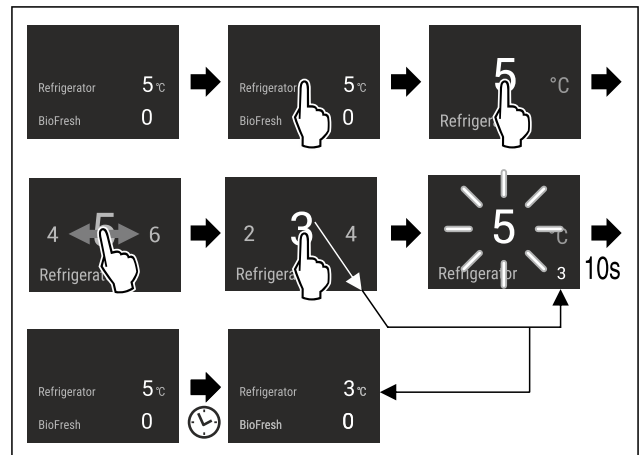 Refrigerator 5 °C
BioFresh 0
Refrigerator 5 °C
BioFresh 0
5 °C
Refriger
4 5 6
Refrigerat
2 3 4
Refrigera
5 °C
Refrigerator 3
10s
Refrigerator 5 °C
BioFresh 0
Refrigerator 3 °C
BioFresh 0